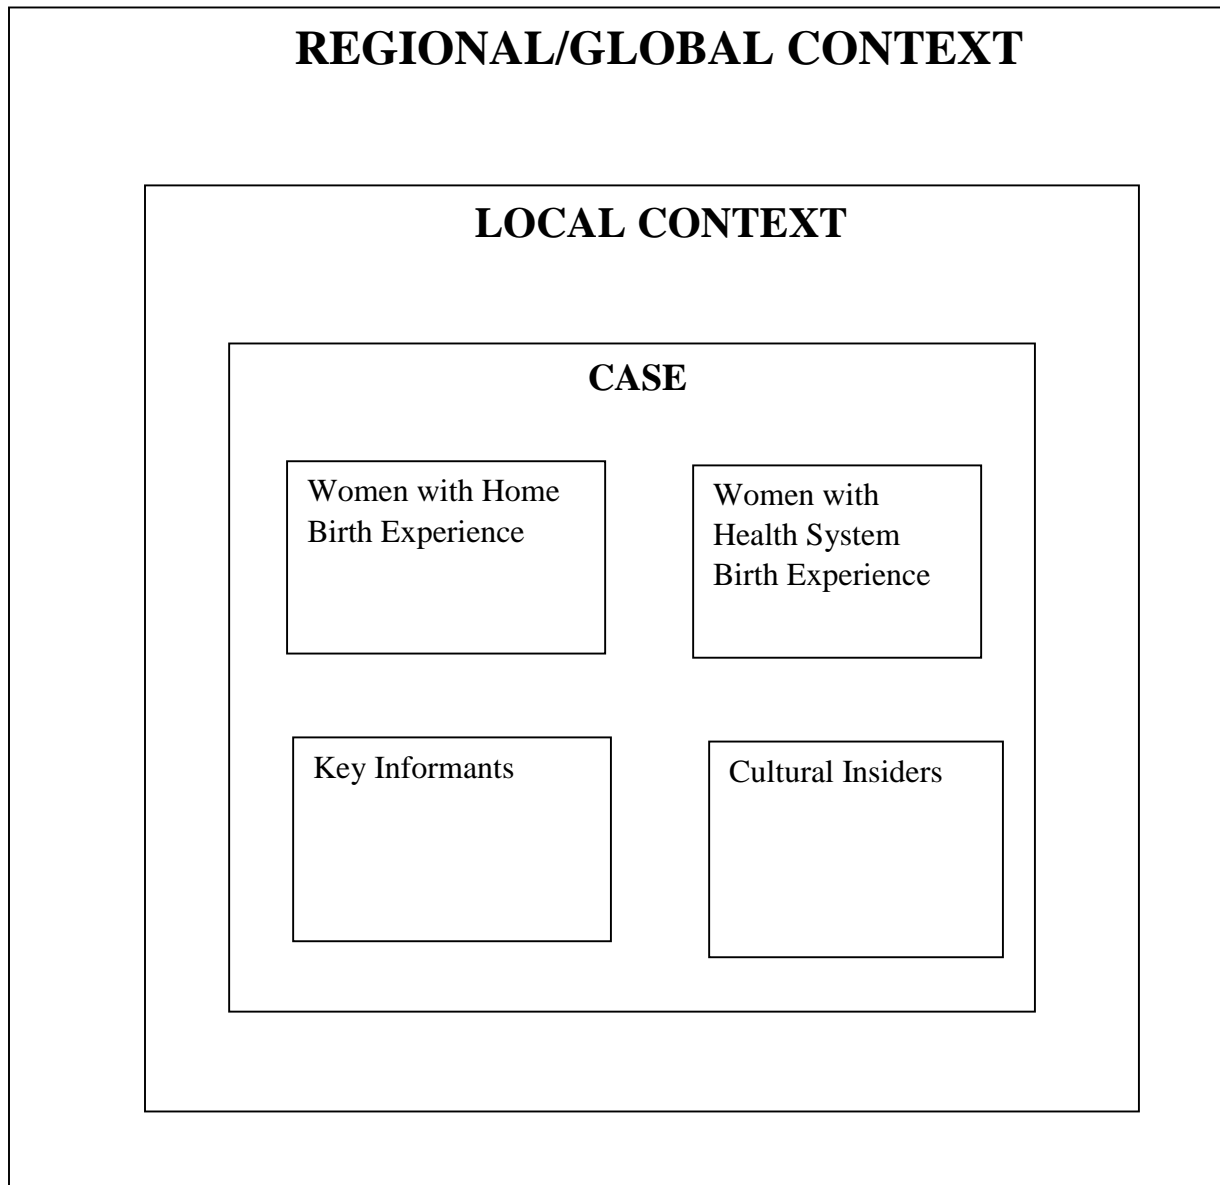 REGIONAL/GLOBAL CONTEXT
LOCAL CONTEXT
CASE
Women with Home
Birth Experience
Women with
Health System
Birth Experience
Key Informants
Cultural Insiders